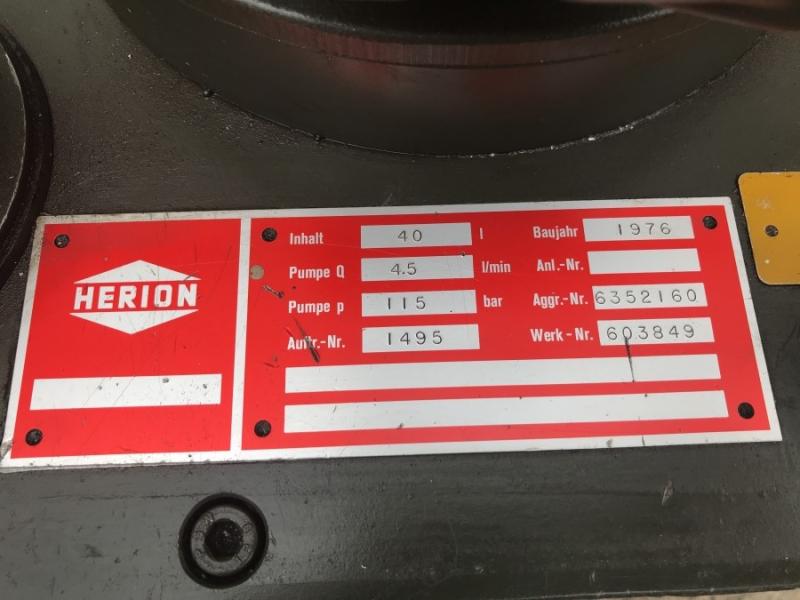 HERION
Inhalt 40 l Baujahr 1976
Pumpe Q 4.5 l/min Anl.-Nr.
Pumpe p 115 bar Aggr.-Nr. 6352160
Auftr.-Nr. 1495 Werk-Nr. 603849